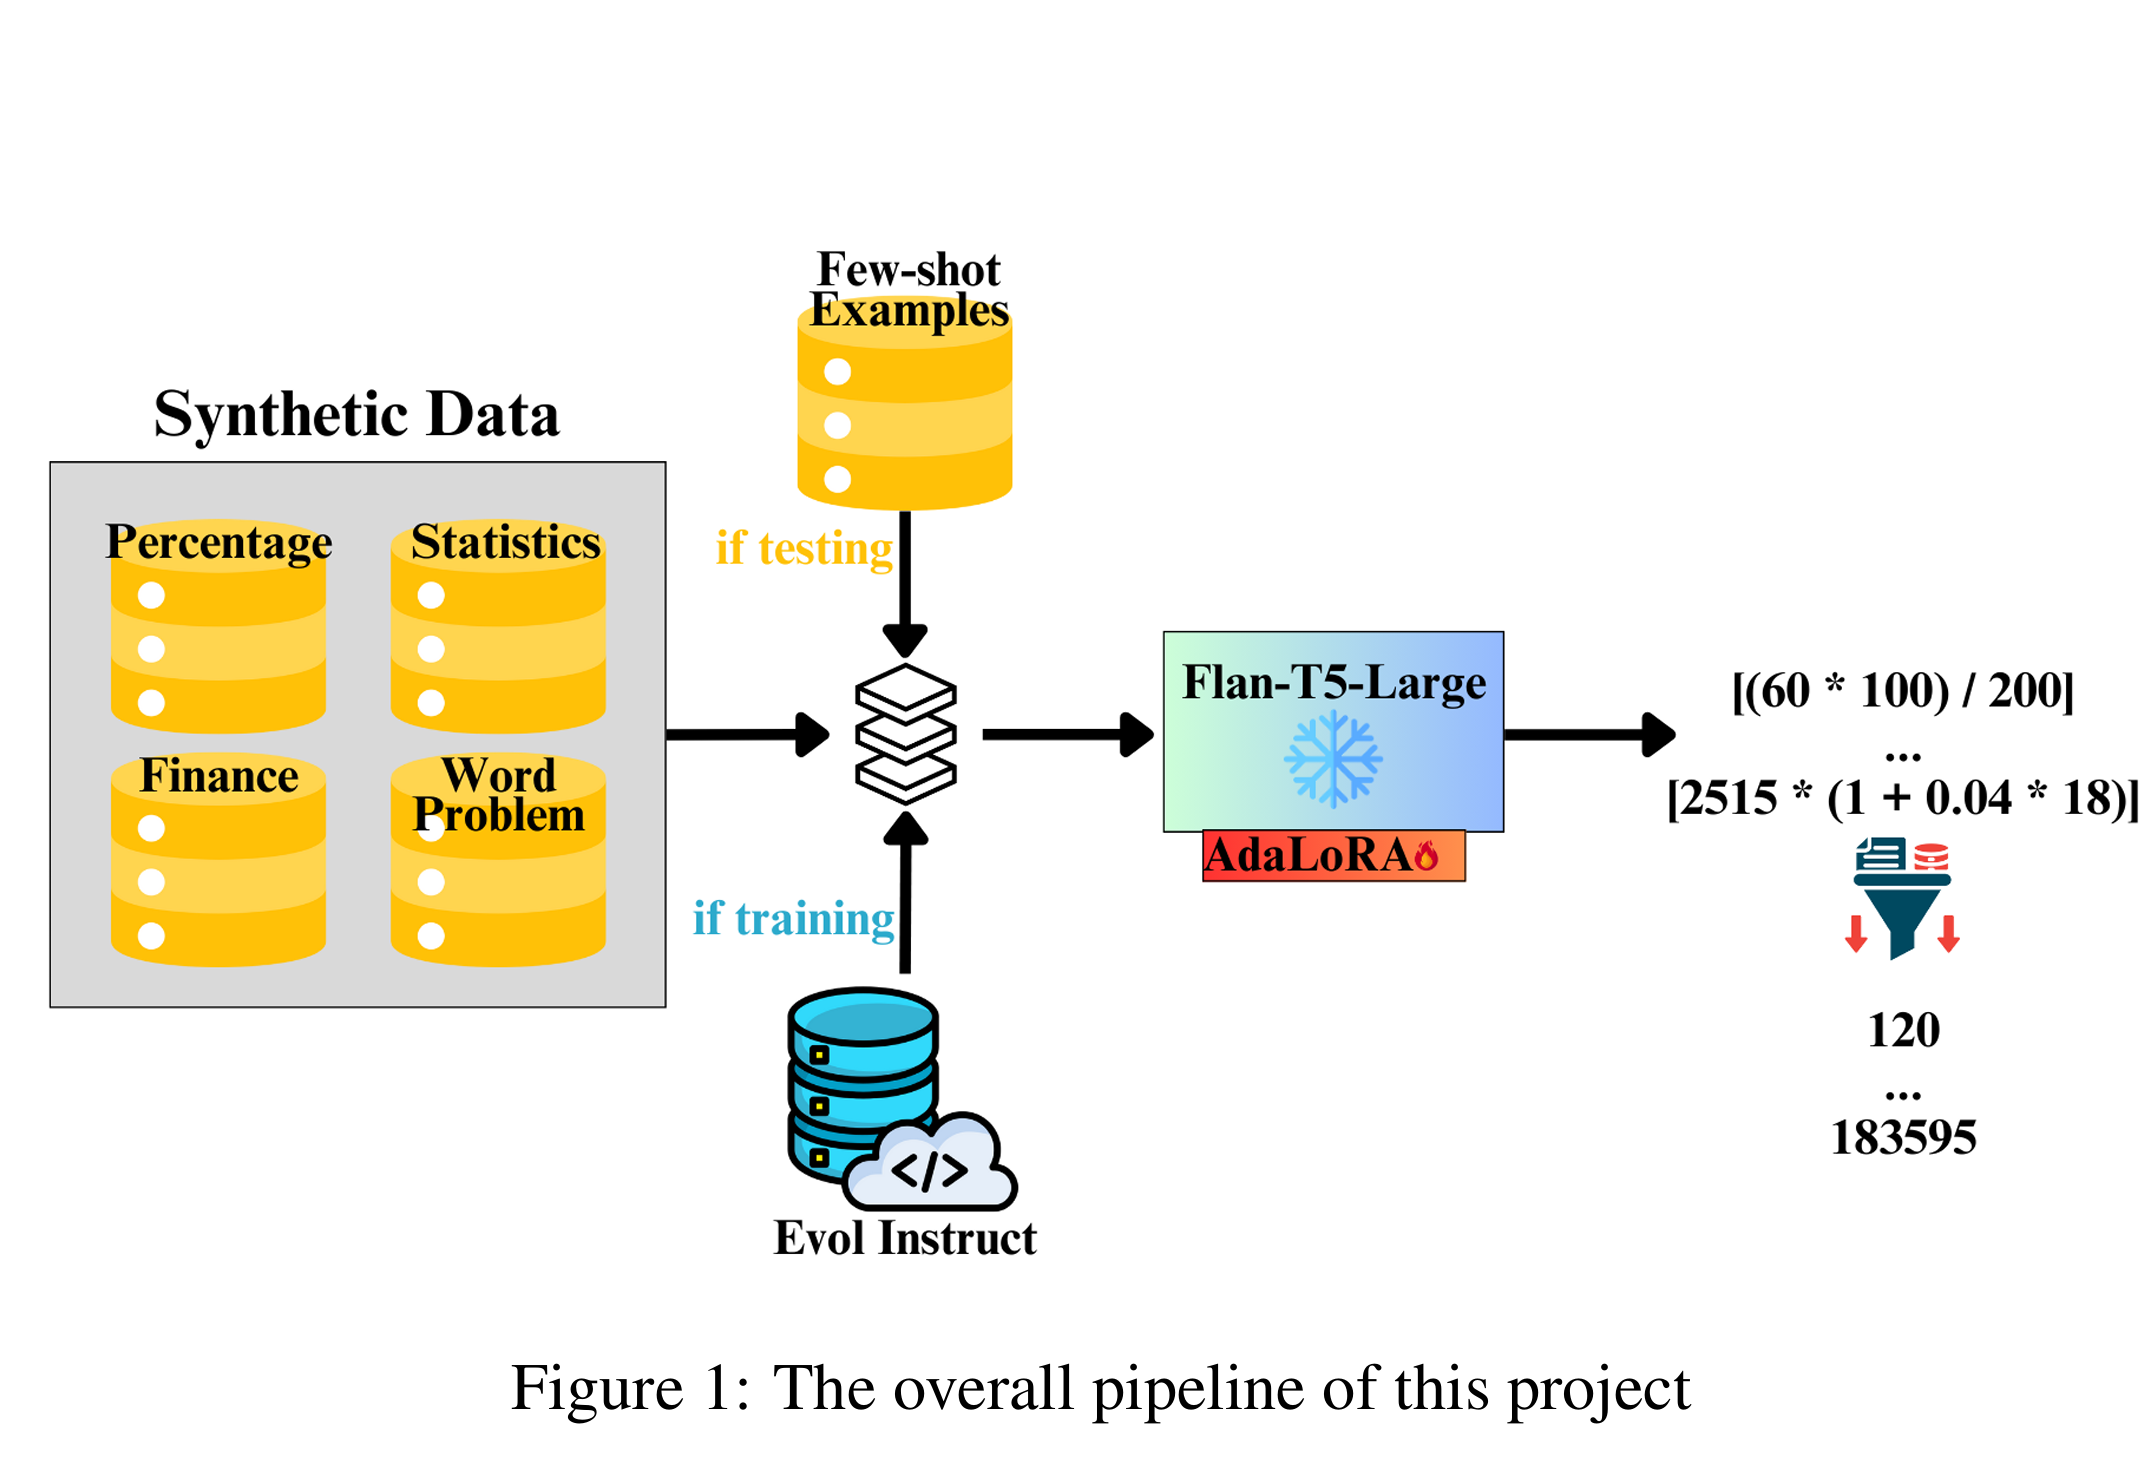 Few-shot
Examples
Synthetic Data
Percentage
Statistics
Finance
Word
Problem
if testing
if training
</>
Evol Instruct
Flan-T5-Large
AdaLoRA
[(60 * 100) / 200]
...
[2515 * (1 + 0.04 * 18)]
120
...
183595
Figure 1: The overall pipeline of this project